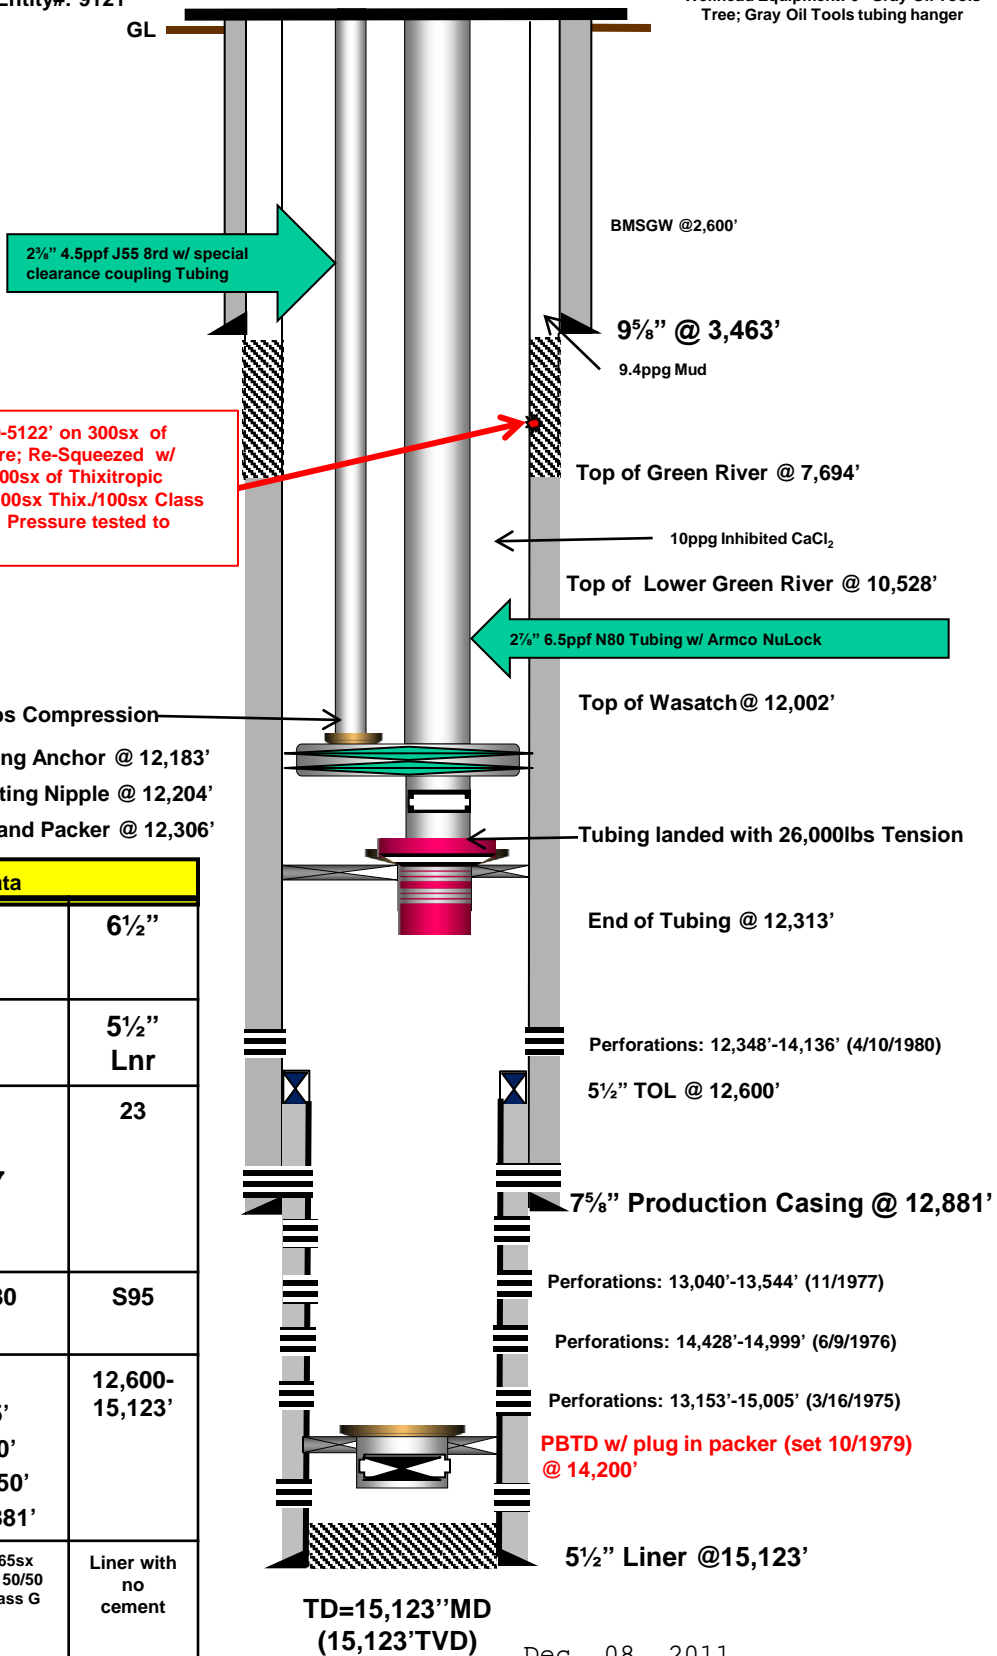 Entity#: 9121
Tree; Gray Oil Tools tubing hanger
GL
BMSGW @2,600’
2⅜” 4.5ppf J55 8rd w/ special
clearance coupling Tubing
9⅝” @ 3,463’
9.4ppg Mud
-5122’ on 300sx of
re; Re-Squeezed w/
00sx of Thixitropic
00sx Thix./100sx Class
Pressure tested to
Top of Green River @ 7,694’
10ppg Inhibited CaCl₂
Top of Lower Green River @ 10,528’
2⅞” 6.5ppf N80 Tubing w/ Armco NuLock
Top of Wasatch@ 12,002’
Compression
Anchor @ 12,183’
Nipple @ 12,204’
and Packer @ 12,306’
Tubing landed with 26,000lbs Tension
End of Tubing @ 12,313’
6½”
5½”
Lnr
23
S95
12,600-
15,123’
Liner with
no
cement
65sx
50/50
Perforations: 12,348’-14,136’ (4/10/1980)
5½” TOL @ 12,600’
7⅝” Production Casing @ 12,881’
Perforations: 13,040’-13,544’ (11/1977)
Perforations: 14,428’-14,999’ (6/9/1976)
Perforations: 13,153’-15,005’ (3/16/1975)
PBTD w/ plug in packer (set 10/1979)
@ 14,200’
5½” Liner @15,123’
TD=15,123’’MD
(15,123’TVD)
Dec. 08, 2011